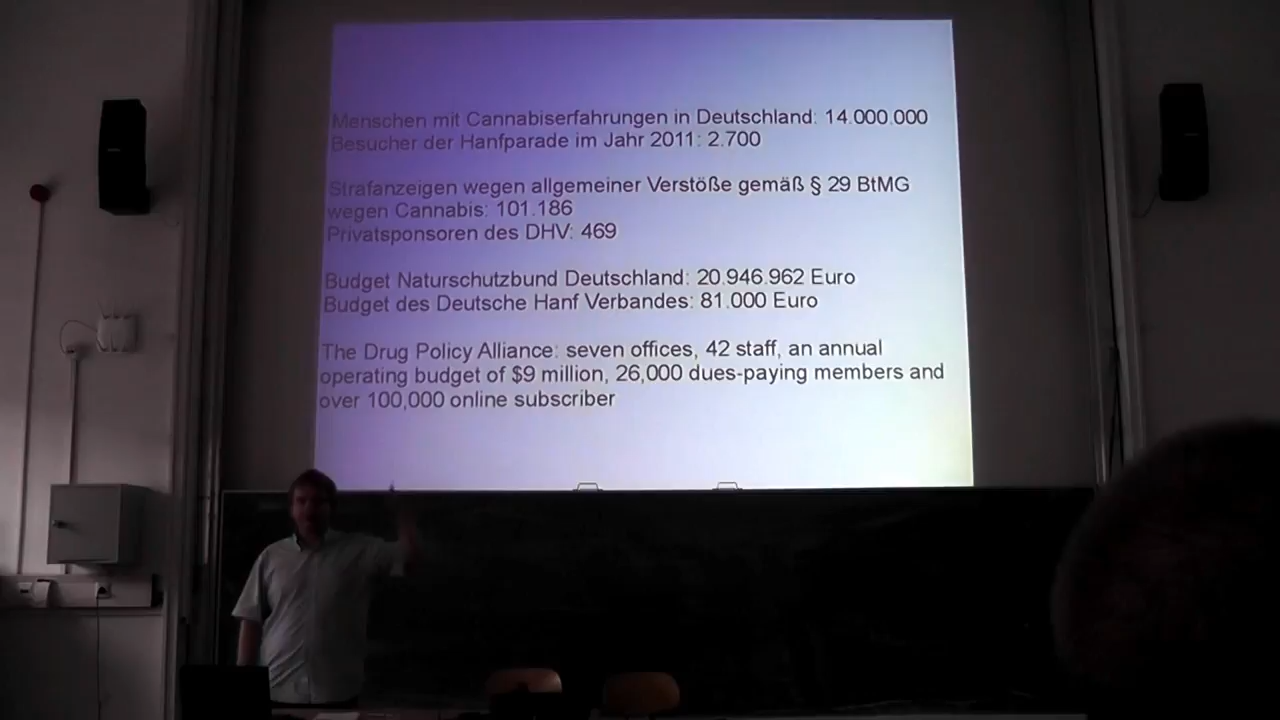 Menschen mit Cannabiserfahrungen in Deutschland: 14.000.000
Besucher der Hanfparade im Jahr 2011: 2.700
Strafanzeigen wegen allgemeiner Verstöße gemäß § 29 BtMG
wegen Cannabis: 101.186
Privatsponsoren des DHV: 469
Budget Naturschutzbund Deutschland: 20.946.962 Euro
Budget des Deutsche Hanf Verbandes: 81.000 Euro
The Drug Policy Alliance: seven offices, 42 staff, an annual
operating budget of $9 million, 26,000 dues-paying members and
over 100,000 online subscriber